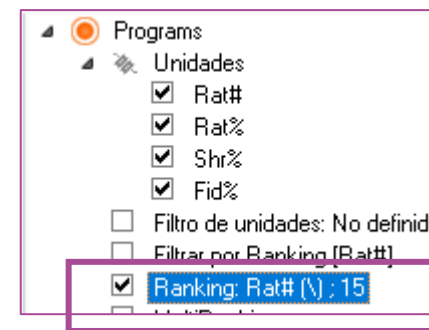 Programs
Unidades
Rat#
Rat%
Shr%
Fid%
Filtro de unidades: No definid
Filtrar por Ranking [Rat#]
Ranking: Rat# (\) ; 15